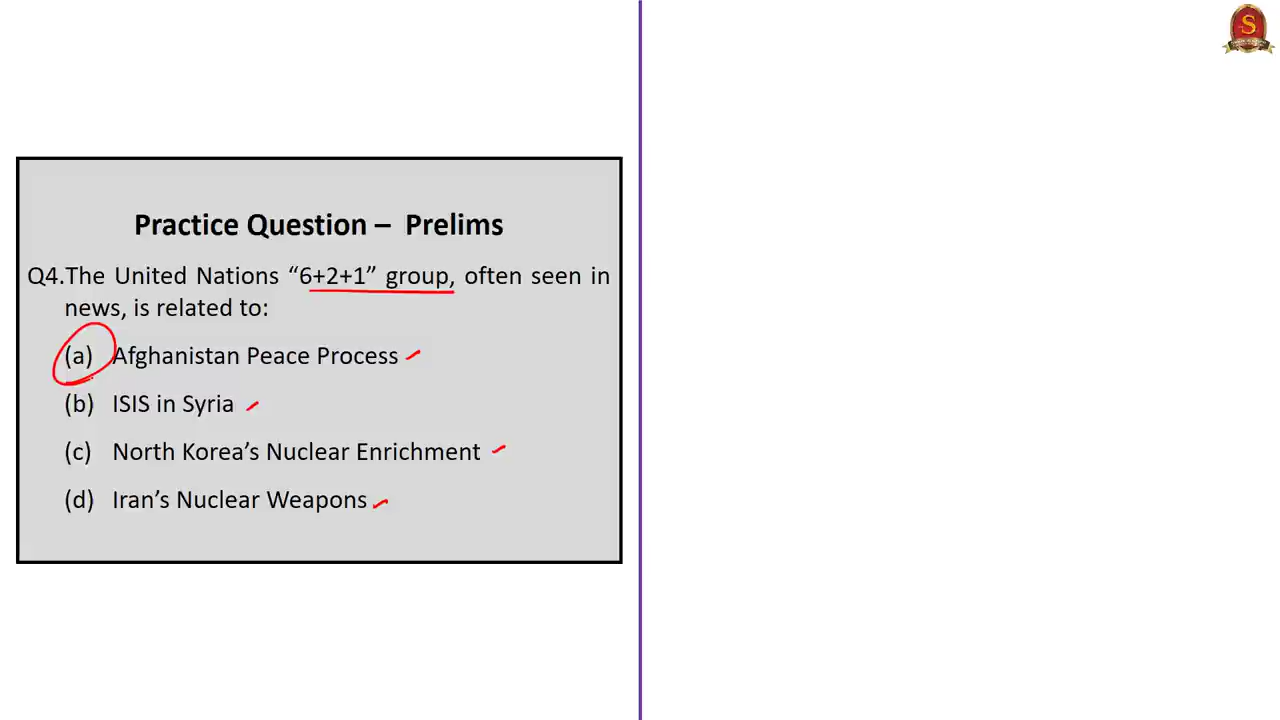 S
Practice Question – Prelims
Q4.The United Nations “6+2+1” group, often seen in
news, is related to:
(a) Afghanistan Peace Process
(b) ISIS in Syria
(c) North Korea’s Nuclear Enrichment
(d) Iran’s Nuclear Weapons